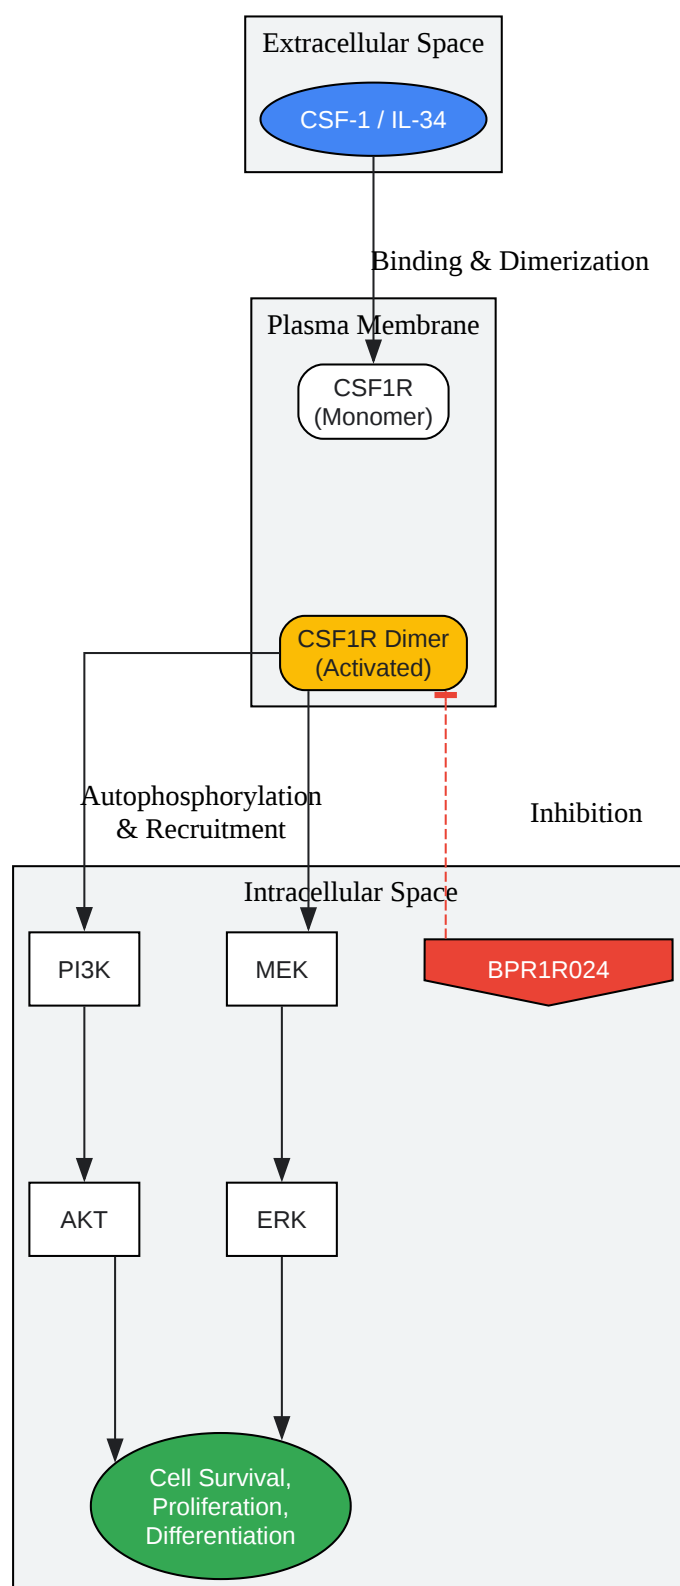 Extracellular Space
CSF-1 / IL-34
Binding & Dimerization
Plasma Membrane
CSF1R
(Monomer)
CSF1R Dimer
(Activated)
Autophosphorylation
& Recruitment
Inhibition
Intracellular Space
PI3K
MEK
BPR1R024
AKT
ERK
Cell Survival,
Proliferation,
Differentiation